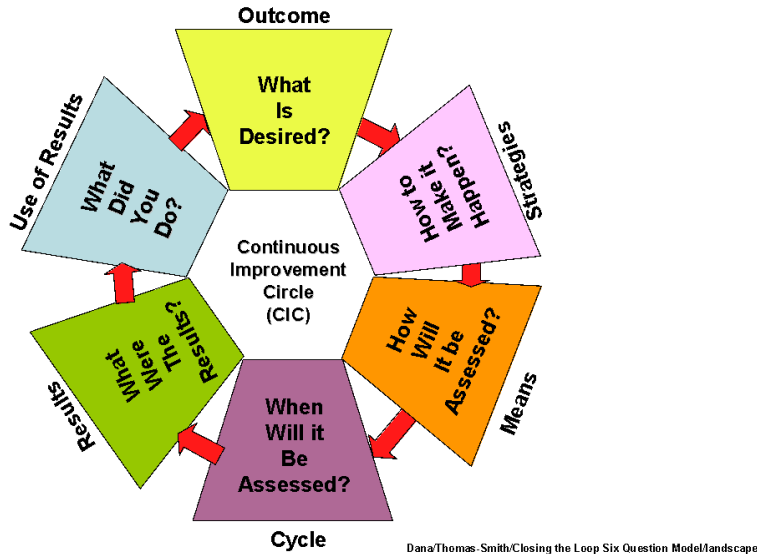 Outcome
What
Is
Desired?
Strategies
How to
Make it
Happen?
Means
How
Will
It be
Assessed?
Cycle
When
Will it
Be
Assessed?
Results
What
Were
The
Results?
Use of Results
What
Did
You
Do?
Continuous
Improvement
Circle
(CIC)
Dana/Thomas-Smith/Closing the Loop Six Question Model/landscape